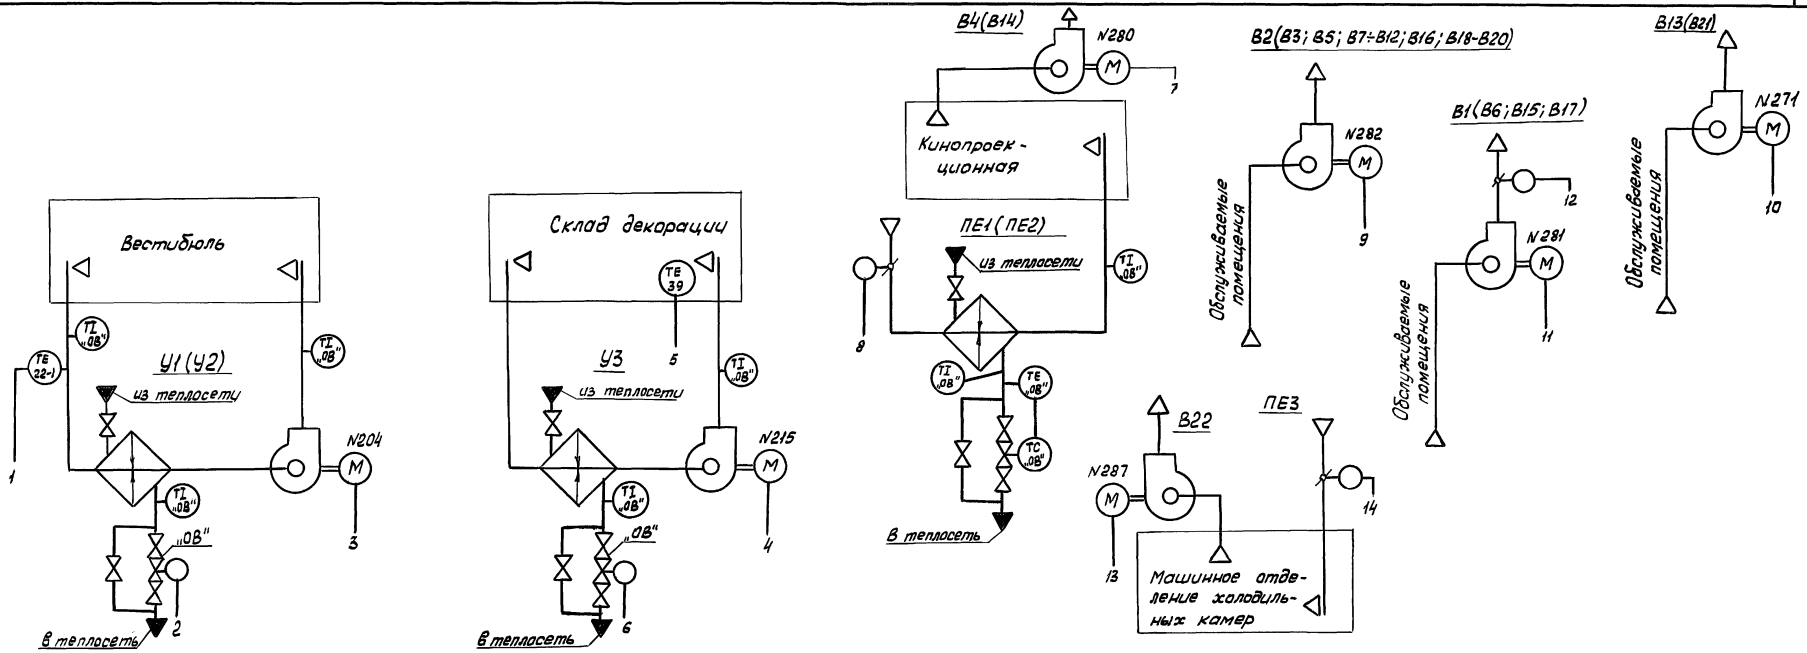 В4(В14)
N280
М
7
Кинопроек-
ционная
В2(В3; В5; В7÷В12; В16; В18-В20)
N282
М
9
Обслуживаемые
помещения
В1(В6; В15; В17)
12
N281
М
11
Обслуживаемые
помещения
В13(В21)
N271
М
10
Обслуживаемые
помещения
Вестибюль
TI
„ОВ"
TE
22-1
1
У1(У2)
из теплосети
TI
„ОВ"
N204
М
3
TI
„ОВ"
„ОВ"
2
в теплосеть
Склад декорации
TE
39
5
У3
из теплосети
TI
„ОВ"
N215
М
4
TI
„ОВ"
„ОВ"
6
в теплосеть
ПЕ1(ПЕ2)
из теплосети
8
TI
„ОВ"
TI
„ОВ"
TE
„ОВ"
TC
„ОВ"
В теплосеть
В22
N287
М
13
ПЕ3
14
Машинное отде-
ление холодиль-
ных камер